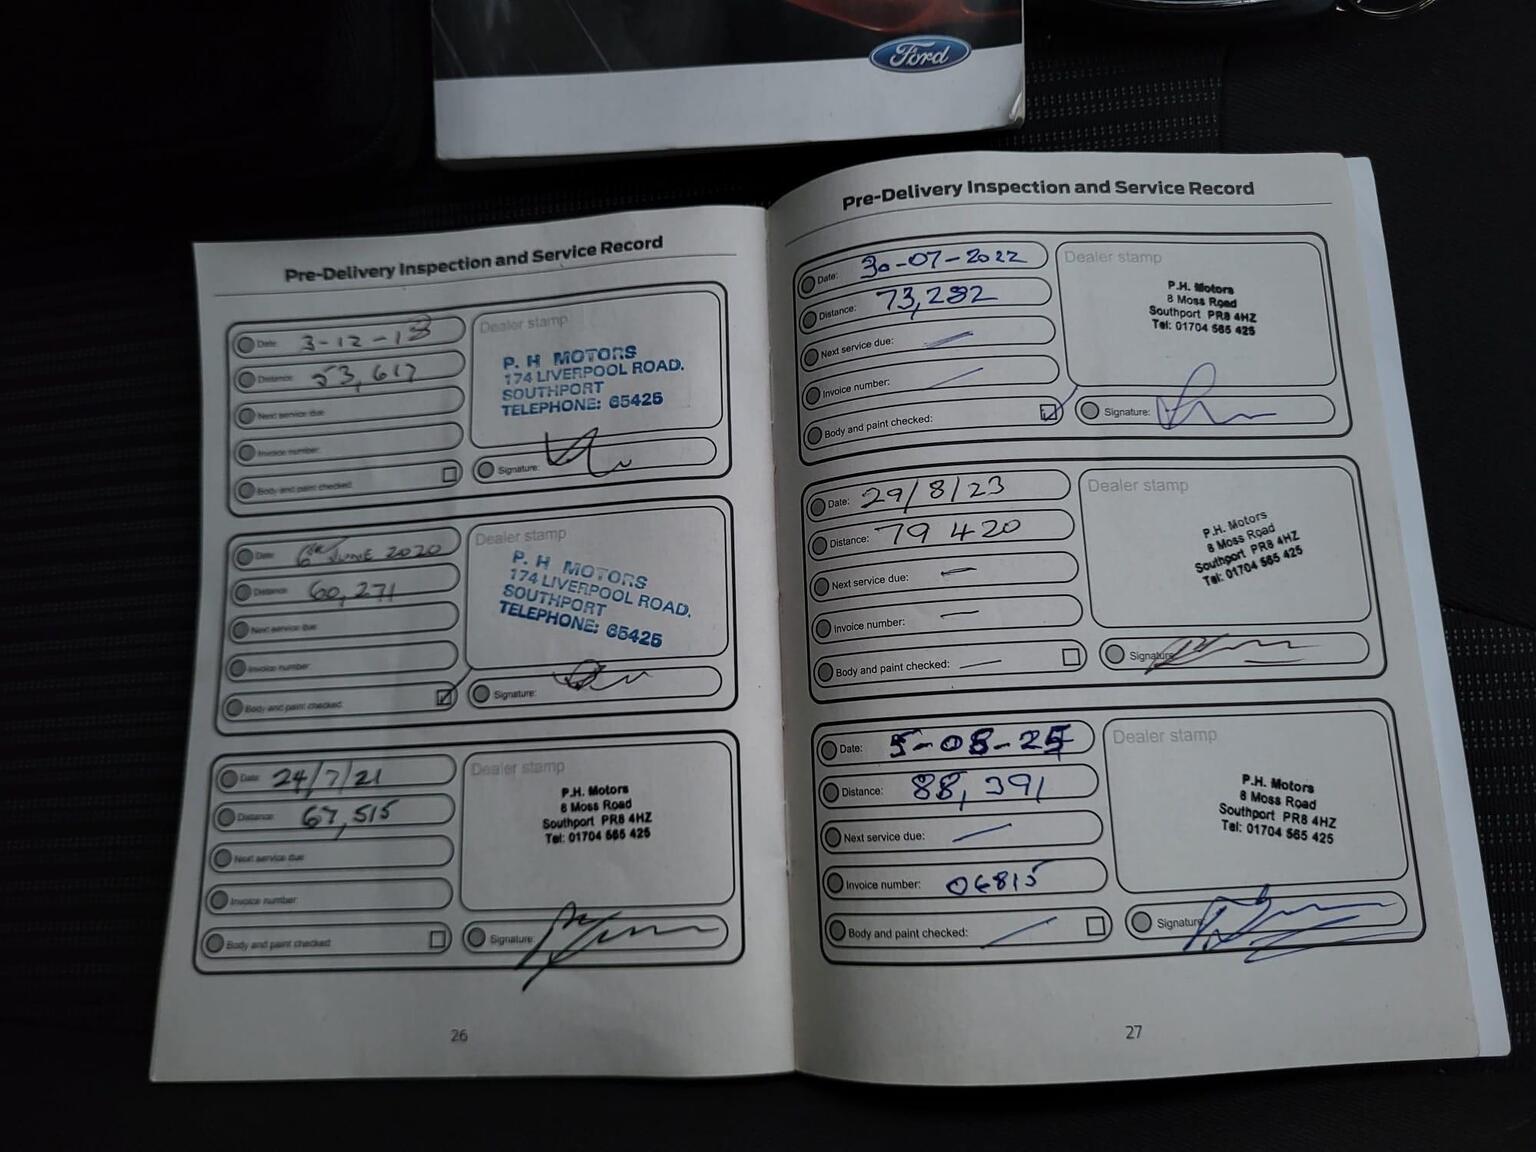 Ford
Pre-Delivery Inspection and Service Record
Date: 3-12-18
Distance: 53,617
Next service due
Invoice number:
Body and paint checked
Dealer stamp
P. H MOTORS
174 LIVERPOOL ROAD.
SOUTHPORT
TELEPHONE: 65425
Signature:
Date: 6th JUNE 2020
Distance: 60,271
Next service due
Invoice number
Body and paint checked
Dealer stamp
P. H MOTORS
174 LIVERPOOL ROAD.
SOUTHPORT
TELEPHONE: 65425
Signature:
Date: 24/7/21
Distance: 67,515
Next service due
Invoice number:
Body and paint checked
Dealer stamp
P.H. Motors
8 Moss Road
Southport PR8 4HZ
Tel: 01704 565 425
Signature:
26
Pre-Delivery Inspection and Service Record
Date: 30-07-2022
Distance: 73,282
Next service due:
Invoice number:
Body and paint checked:
Dealer stamp
P.H. Motors
8 Moss Road
Southport PR8 4HZ
Tel: 01704 565 425
Signature:
Date: 29/8/23
Distance: 79 420
Next service due:
Invoice number:
Body and paint checked:
Dealer stamp
P.H. Motors
8 Moss Road
Southport PR8 4HZ
Tel: 01704 565 425
Signature:
Date: 5-08-25
Distance: 88,391
Next service due:
Invoice number: 06815
Body and paint checked:
Dealer stamp
P.H. Motors
8 Moss Road
Southport PR8 4HZ
Tel: 01704 565 425
Signature:
27